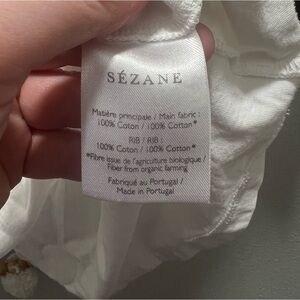 SÉZANE
Matière principale / Main fabric :
100% Coton / 100% Cotton*
RIB / RIB :
100% Coton / 100% Cotton*
*Fibre issue de l'agriculture biologique /
Fiber from organic farming
Fabriqué au Portugal /
Made in Portugal